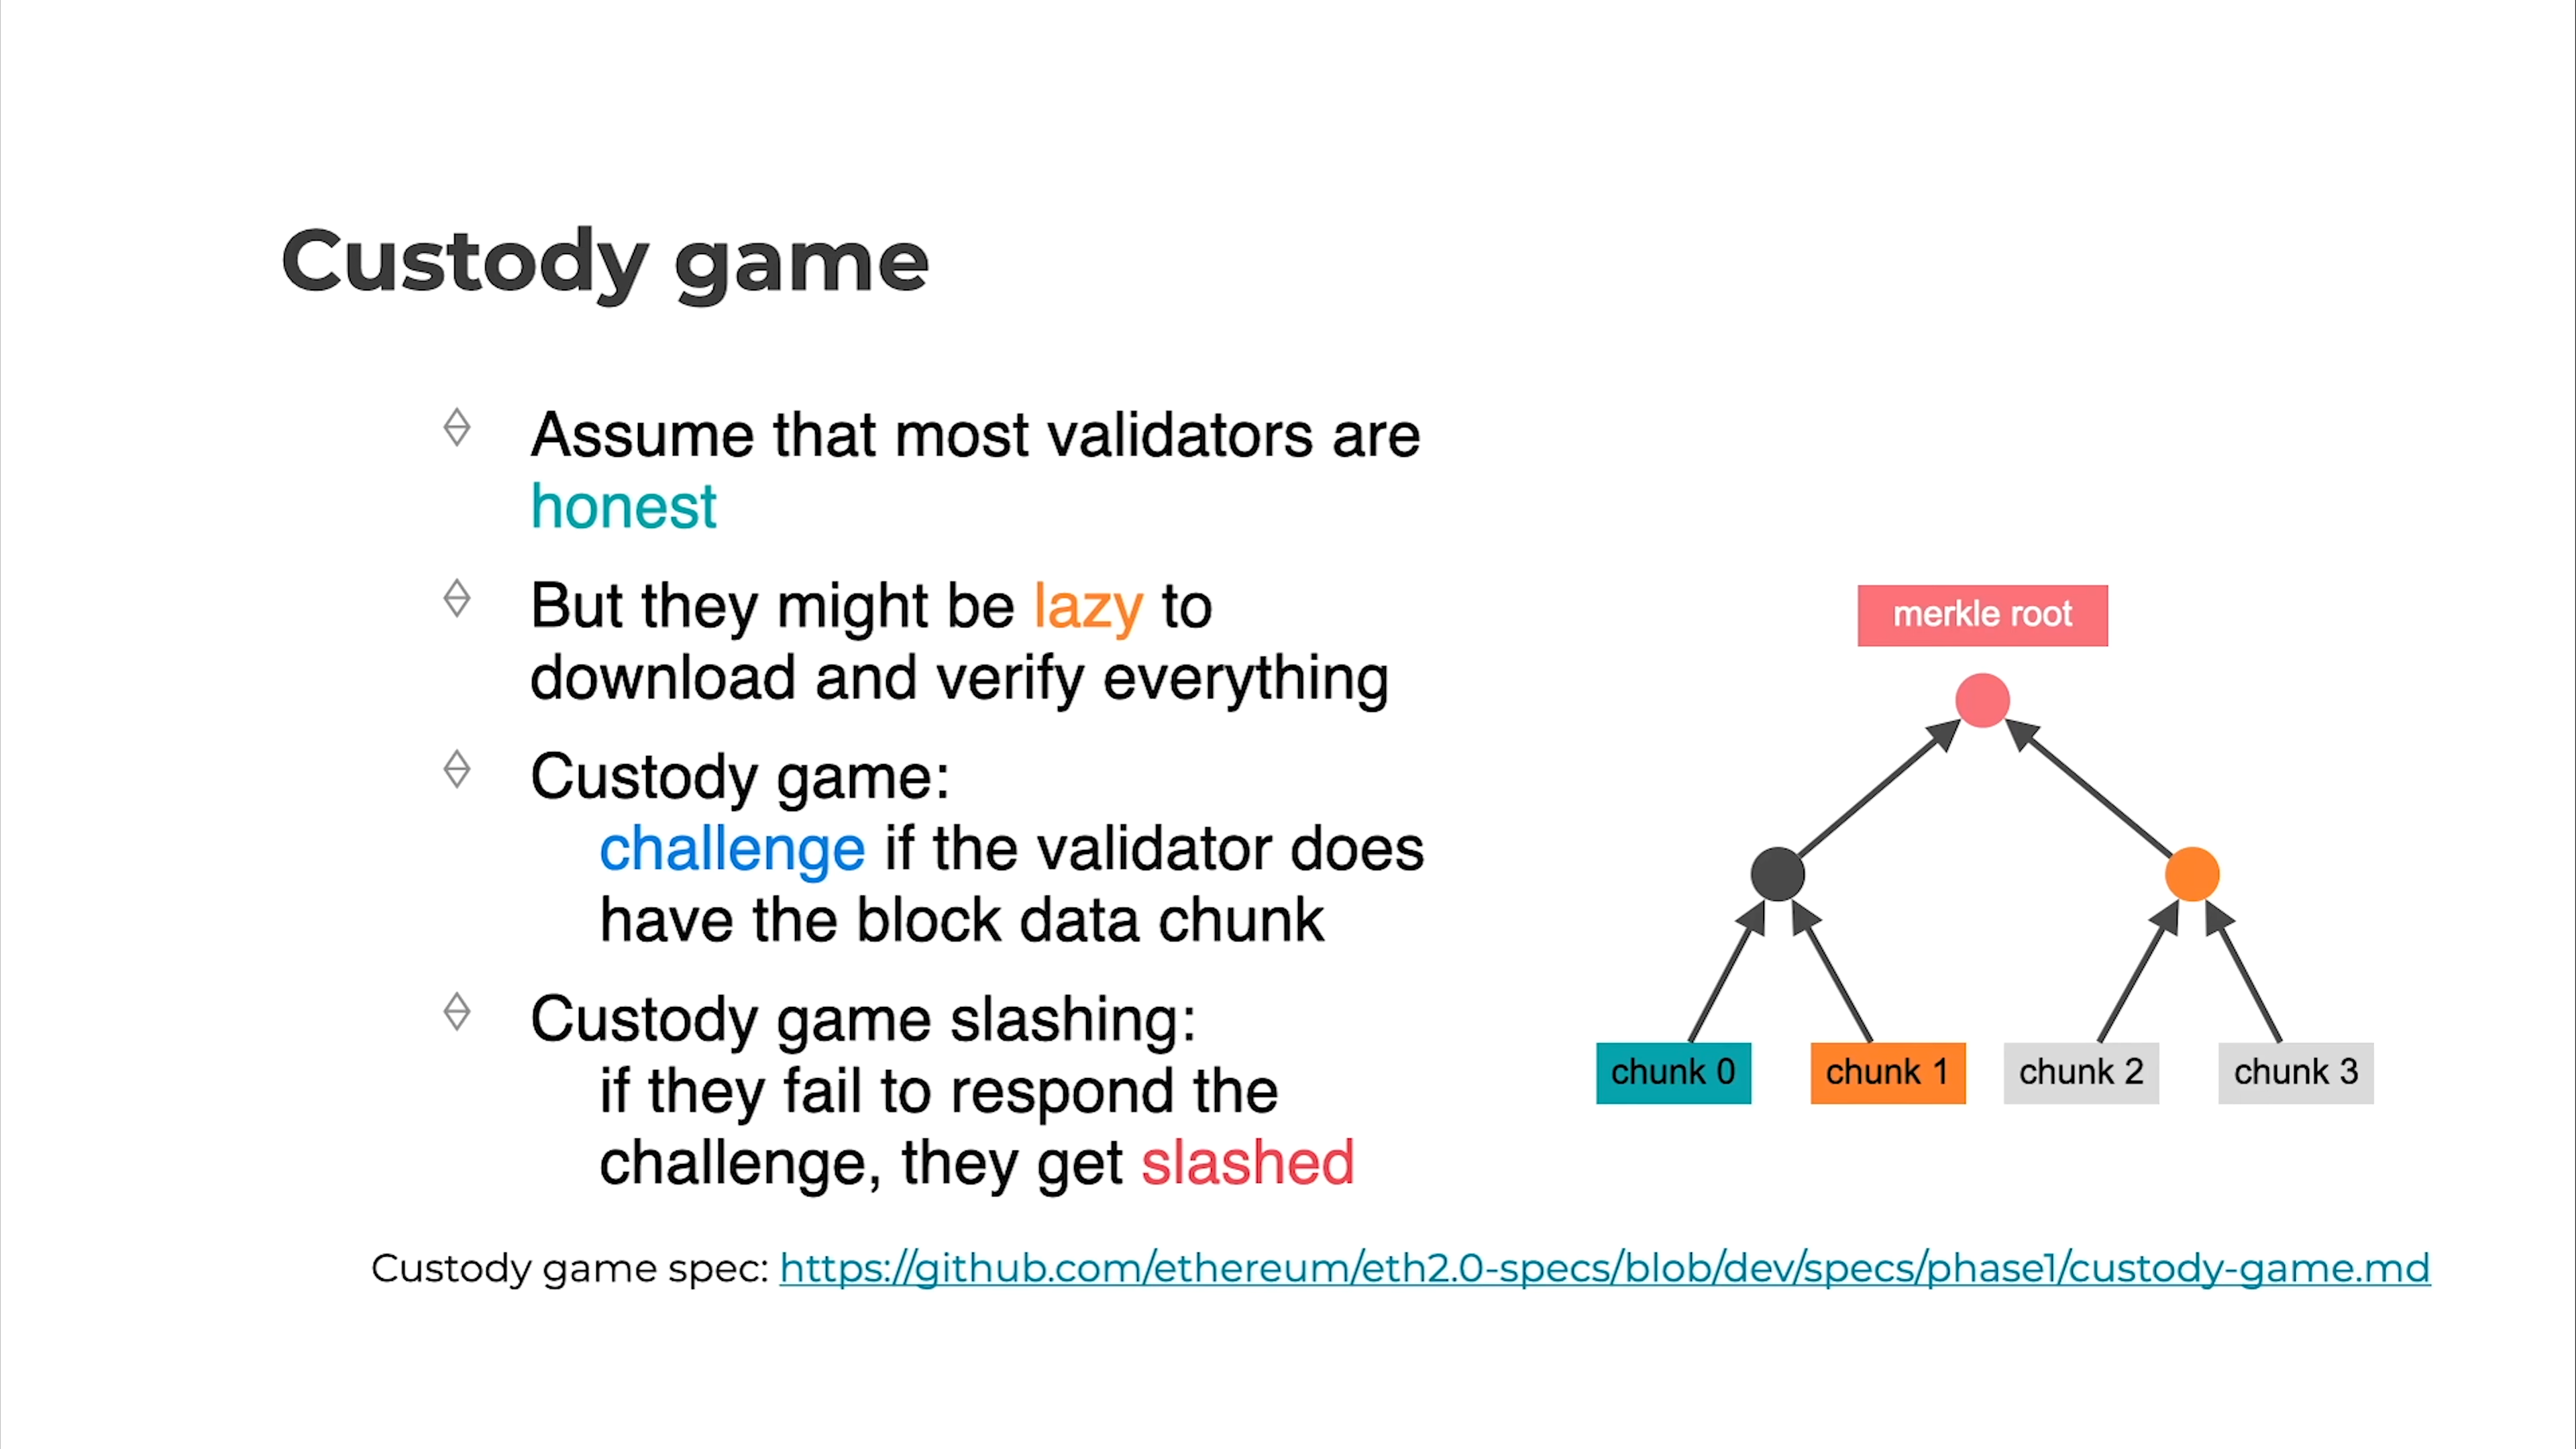 Custody game
Assume that most validators are
honest
But they might be lazy to
download and verify everything
Custody game:
challenge if the validator does
have the block data chunk
Custody game slashing:
if they fail to respond the
challenge, they get slashed
merkle root
chunk 0
chunk 1
chunk 2
chunk 3
Custody game spec: https://github.com/ethereum/eth2.0-specs/blob/dev/specs/phase1/custody-game.md